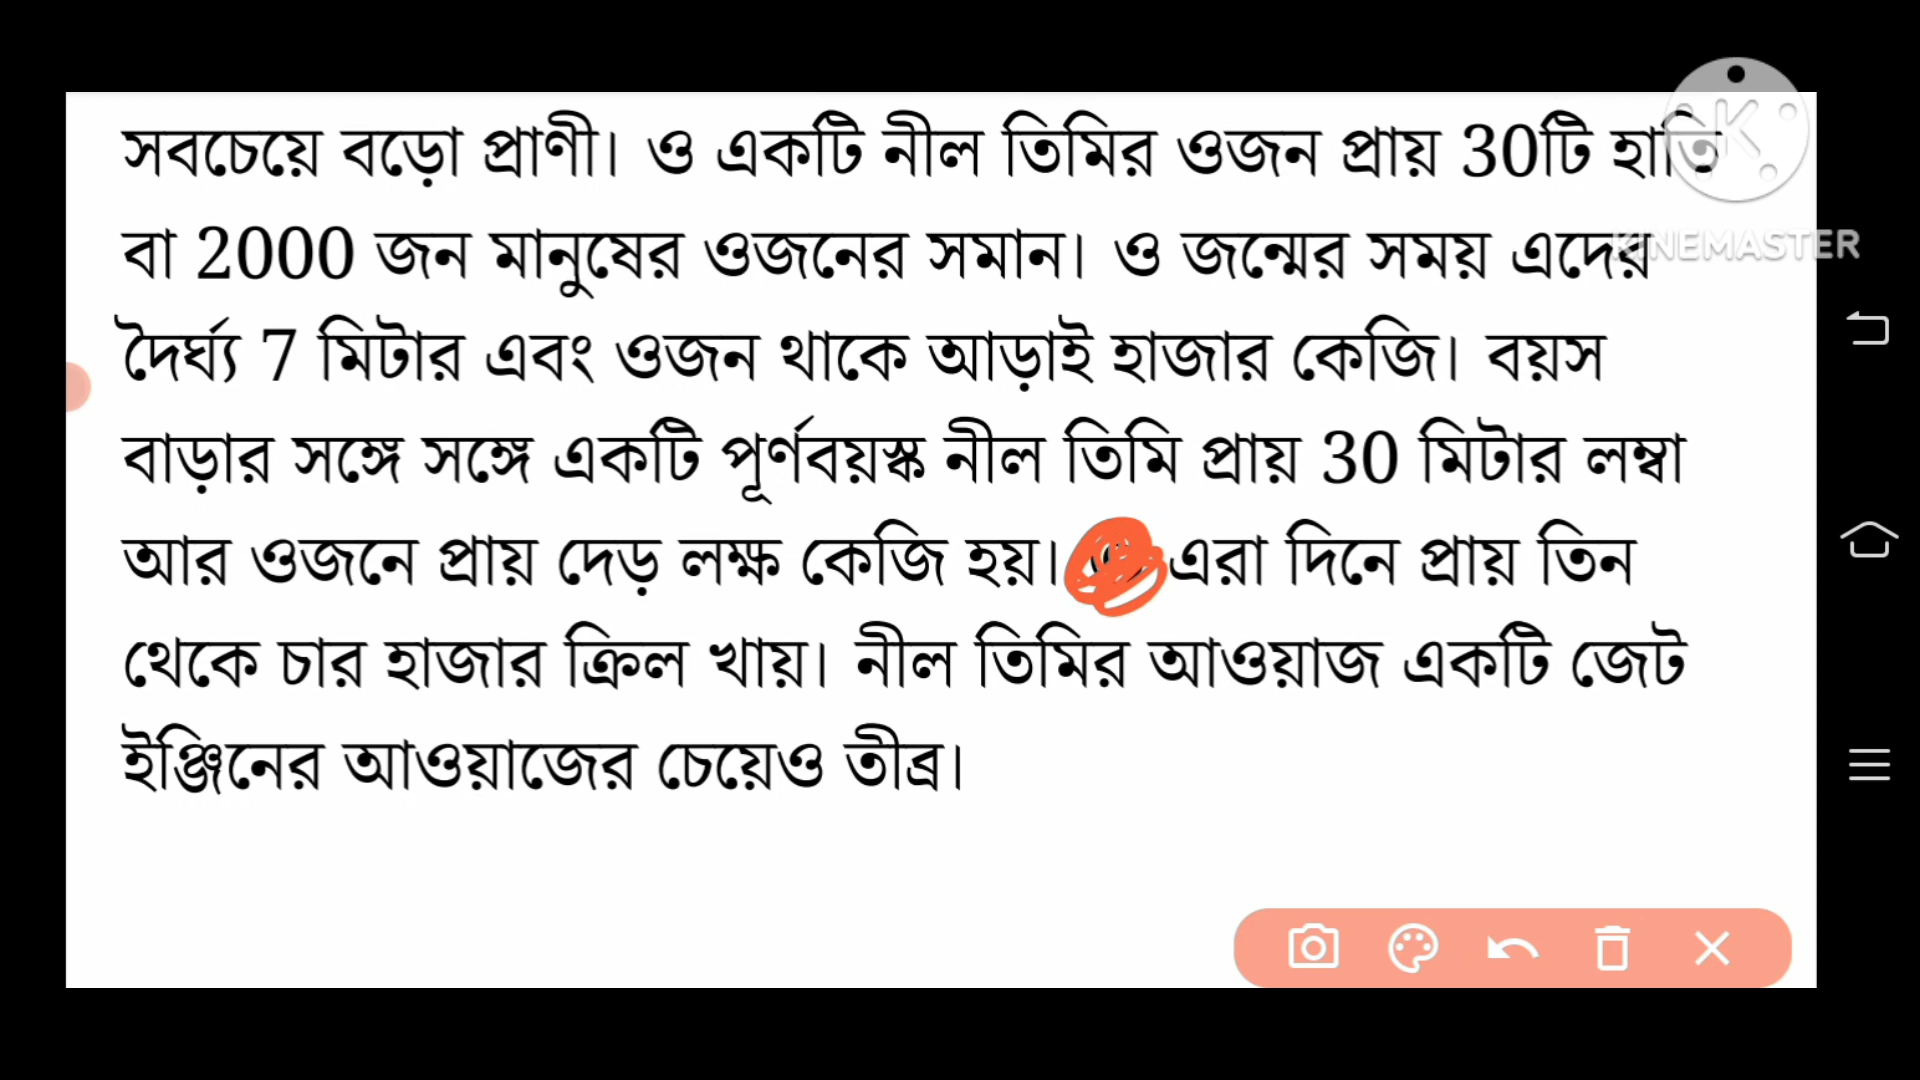 সবচেয়ে বড়ো প্রাণী। ও একটি নীল তিমির ওজন প্রায় 30টি হাতি
বা 2000 জন মানুষের ওজনের সমান। ও জন্মের সময় এদের
দৈর্ঘ্য 7 মিটার এবং ওজন থাকে আড়াই হাজার কেজি। বয়স
বাড়ার সঙ্গে সঙ্গে একটি পূর্ণবয়স্ক নীল তিমি প্রায় 30 মিটার লম্বা
আর ওজনে প্রায় দেড় লক্ষ কেজি হয়। এরা দিনে প্রায় তিন
থেকে চার হাজার ক্রিল খায়। নীল তিমির আওয়াজ একটি জেট
ইঞ্জিনের আওয়াজের চেয়েও তীব্র।
K
KINEMASTER